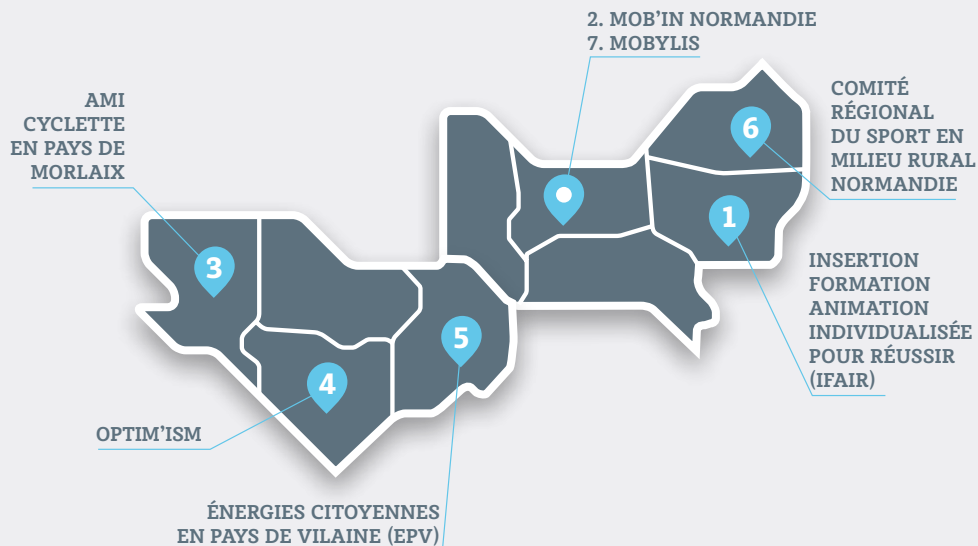 2. MOB'IN NORMANDIE
7. MOBYLIS
AMI
CYCLETTE
EN PAYS DE
MORLAIX
COMITÉ
RÉGIONAL
DU SPORT EN
MILIEU RURAL
NORMANDIE
6
1
3
5
4
INSERTION
FORMATION
ANIMATION
INDIVIDUALISÉE
POUR RÉUSSIR
(IFAIR)
OPTIM'ISM
ÉNERGIES CITOYENNES
EN PAYS DE VILAINE (EPV)